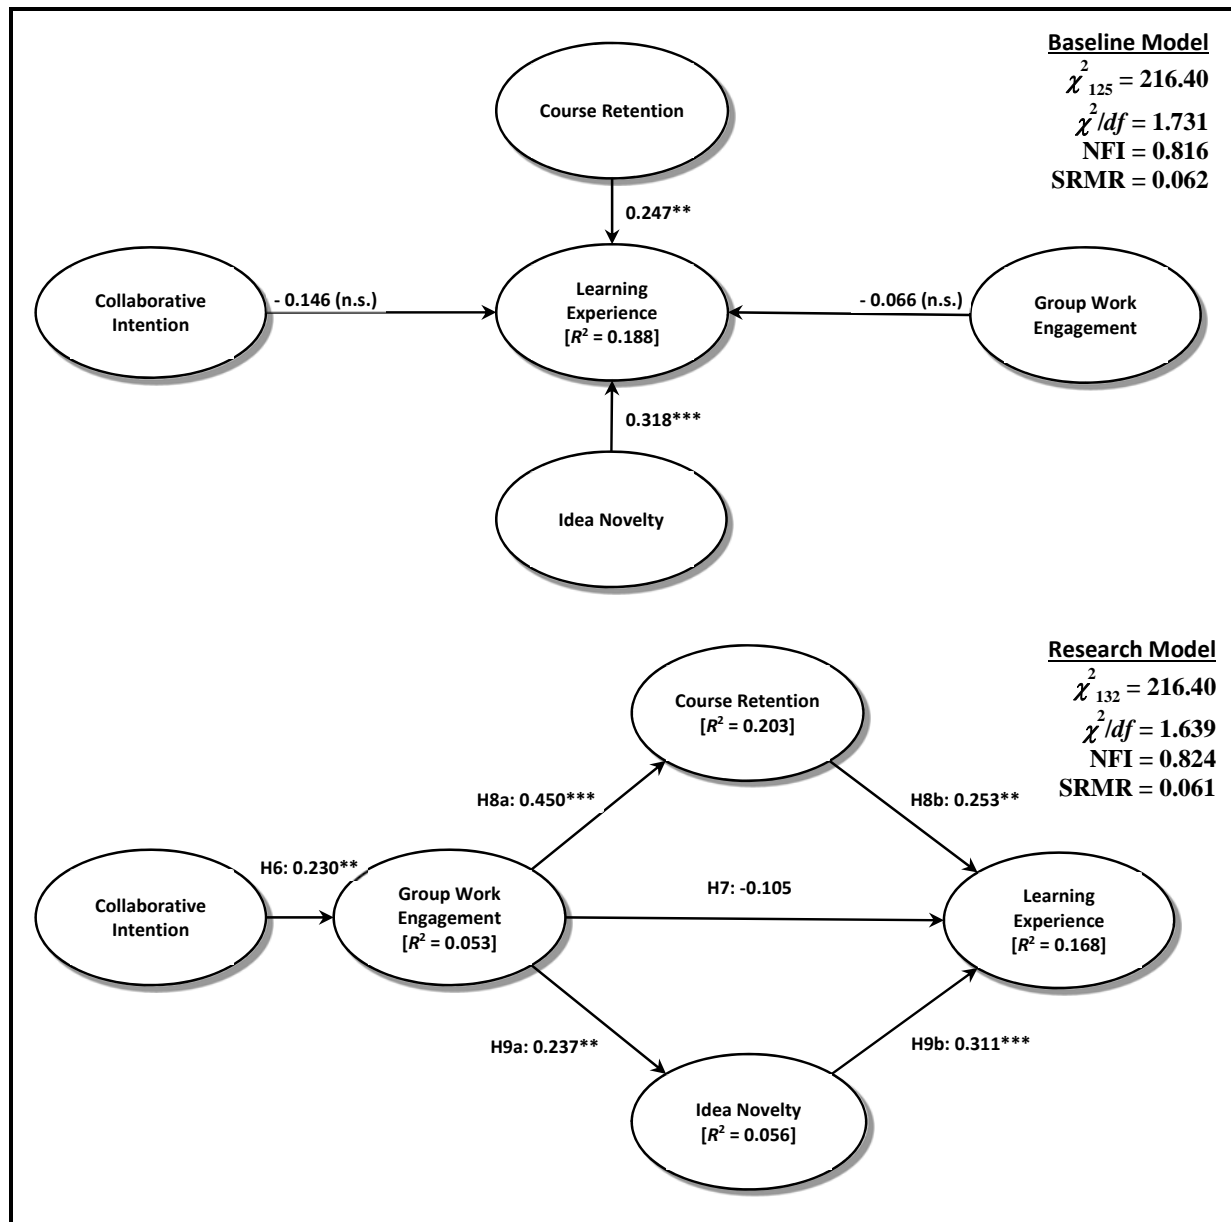 Baseline Model
χ²₁₂₅ = 216.40
χ²/df = 1.731
NFI = 0.816
SRMR = 0.062
Course Retention
0.247**
Collaborative
Intention
- 0.146 (n.s.)
Learning
Experience
[R² = 0.188]
- 0.066 (n.s.)
Group Work
Engagement
0.318***
Idea Novelty
Research Model
χ²₁₃₂ = 216.40
χ²/df = 1.639
NFI = 0.824
SRMR = 0.061
Course Retention
[R² = 0.203]
H8a: 0.450***
H8b: 0.253**
Collaborative
Intention
H6: 0.230**
Group Work
Engagement
[R² = 0.053]
H7: -0.105
Learning
Experience
[R² = 0.168]
H9a: 0.237**
H9b: 0.311***
Idea Novelty
[R² = 0.056]